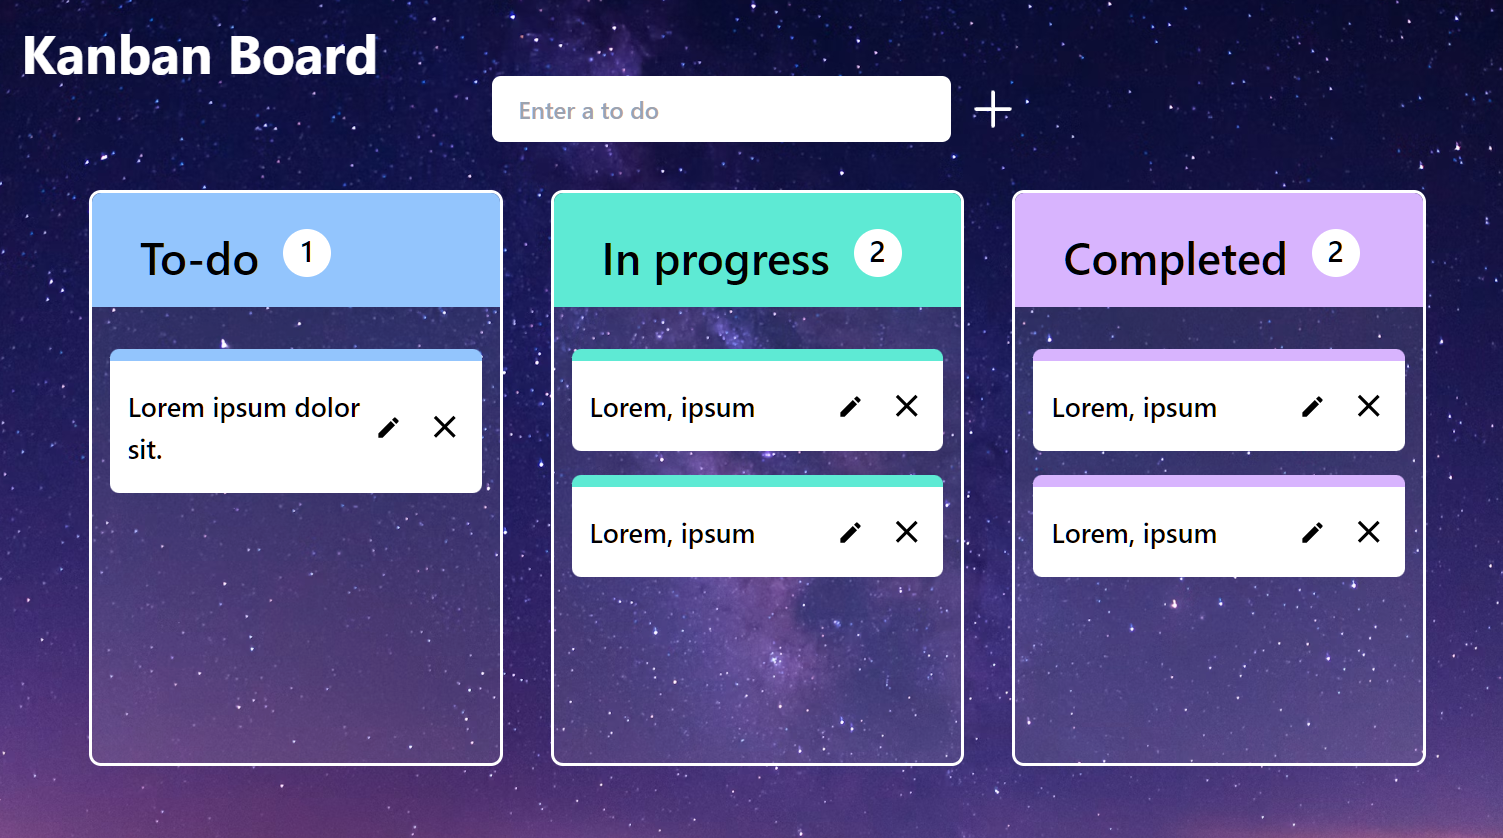 Kanban Board
Enter a to do
To-do 1
Lorem ipsum dolor
sit.
In progress 2
Lorem, ipsum
Lorem, ipsum
Completed 2
Lorem, ipsum
Lorem, ipsum